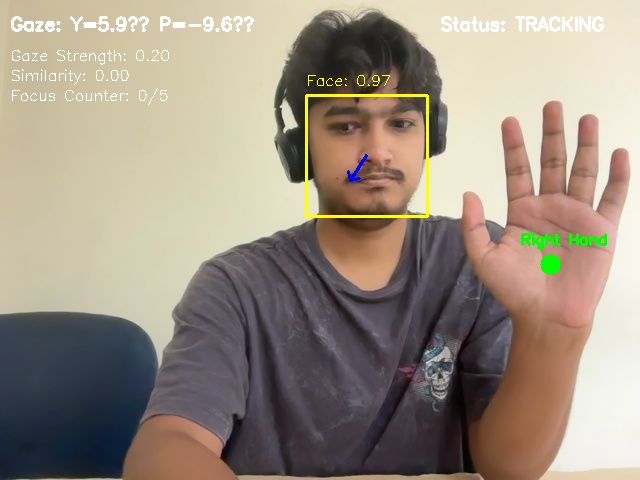 Gaze: Y=5.9?? P=-9.6??
Status: TRACKING
Gaze Strength: 0.20
Similarity: 0.00
Focus Counter: 0/5
Face: 0.97
Right Hand